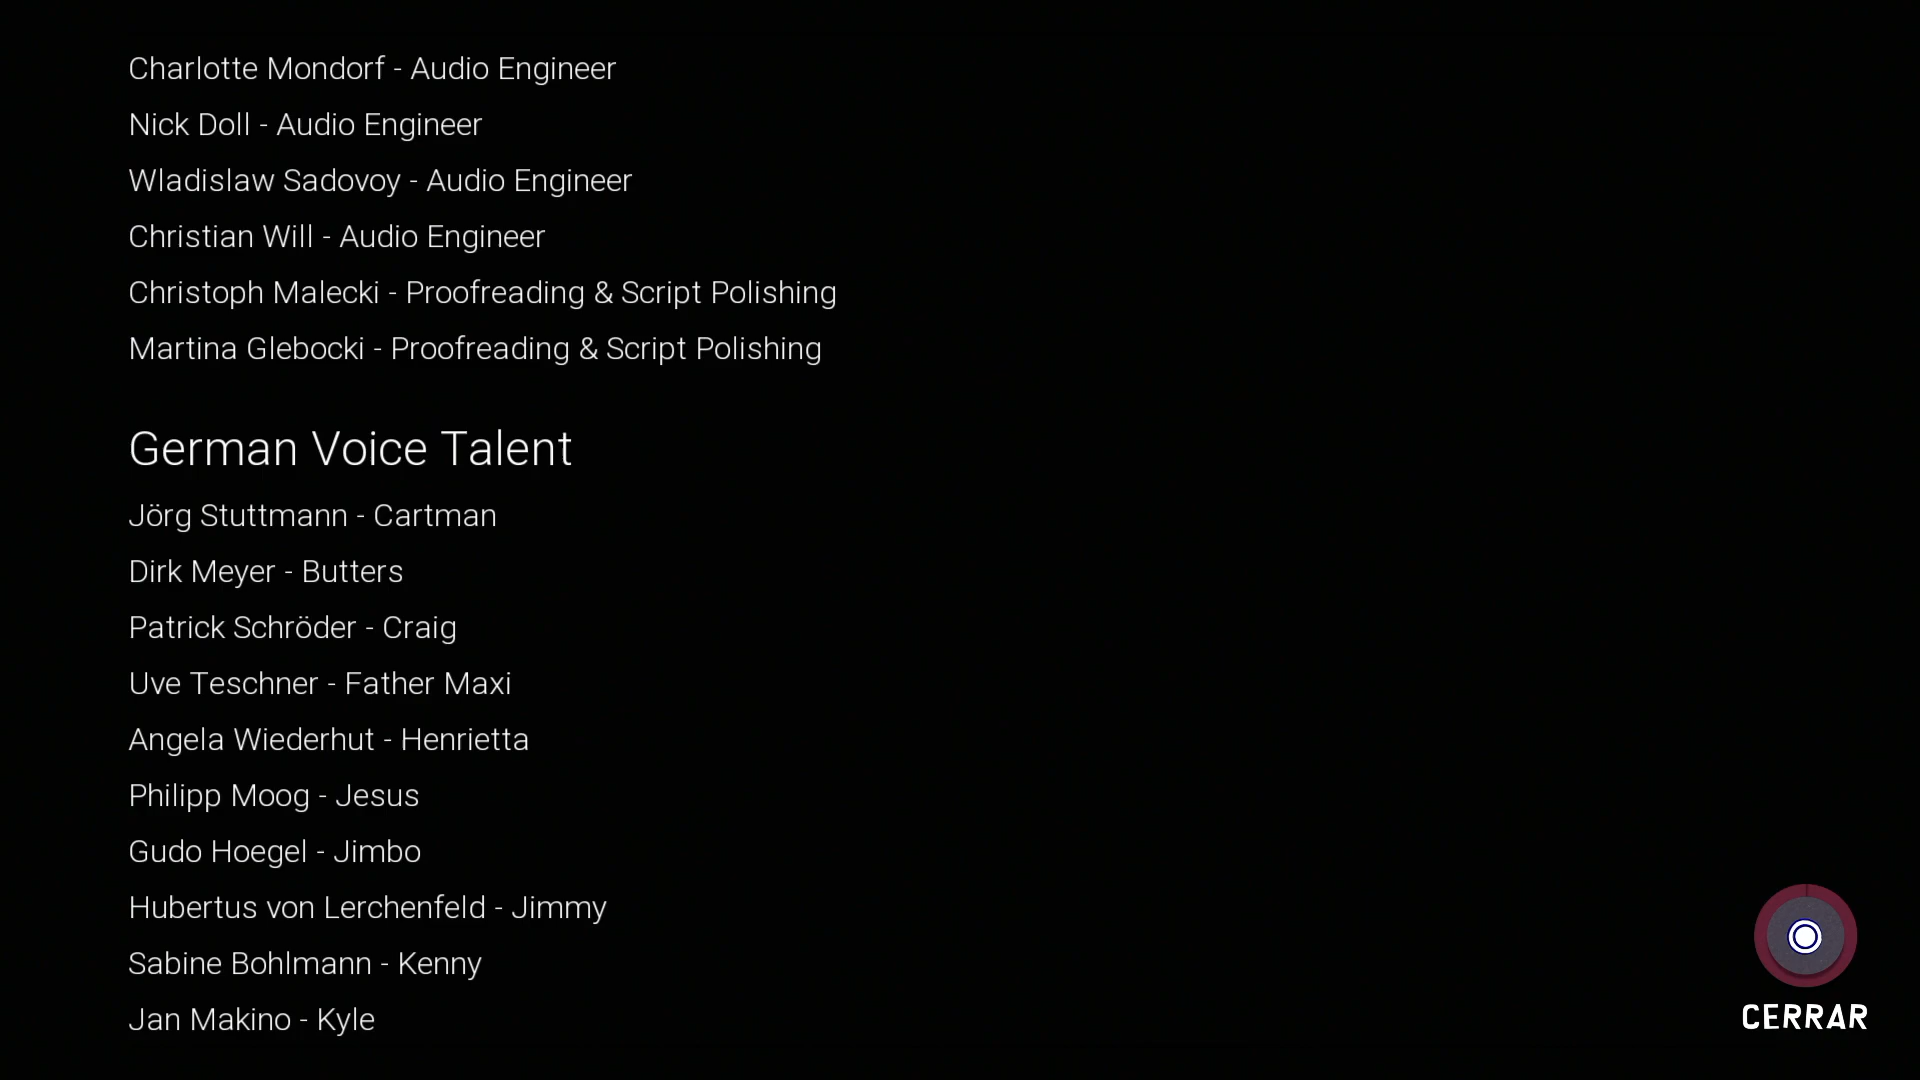 Charlotte Mondorf - Audio Engineer
Nick Doll - Audio Engineer
Wladislaw Sadovoy - Audio Engineer
Christian Will - Audio Engineer
Christoph Malecki - Proofreading & Script Polishing
Martina Glebocki - Proofreading & Script Polishing
German Voice Talent
Jörg Stuttmann - Cartman
Dirk Meyer - Butters
Patrick Schröder - Craig
Uve Teschner - Father Maxi
Angela Wiederhut - Henrietta
Philipp Moog - Jesus
Gudo Hoegel - Jimbo
Hubertus von Lerchenfeld - Jimmy
Sabine Bohlmann - Kenny
Jan Makino - Kyle
CERRAR